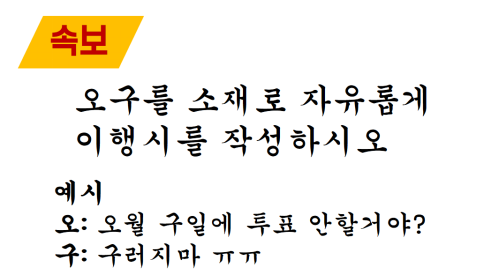 속보
오구를 소재로 자유롭게
이행시를 작성하시오
예시
오: 오월 구일에 투표 안할거야?
구: 구러지마 ㅠㅠ